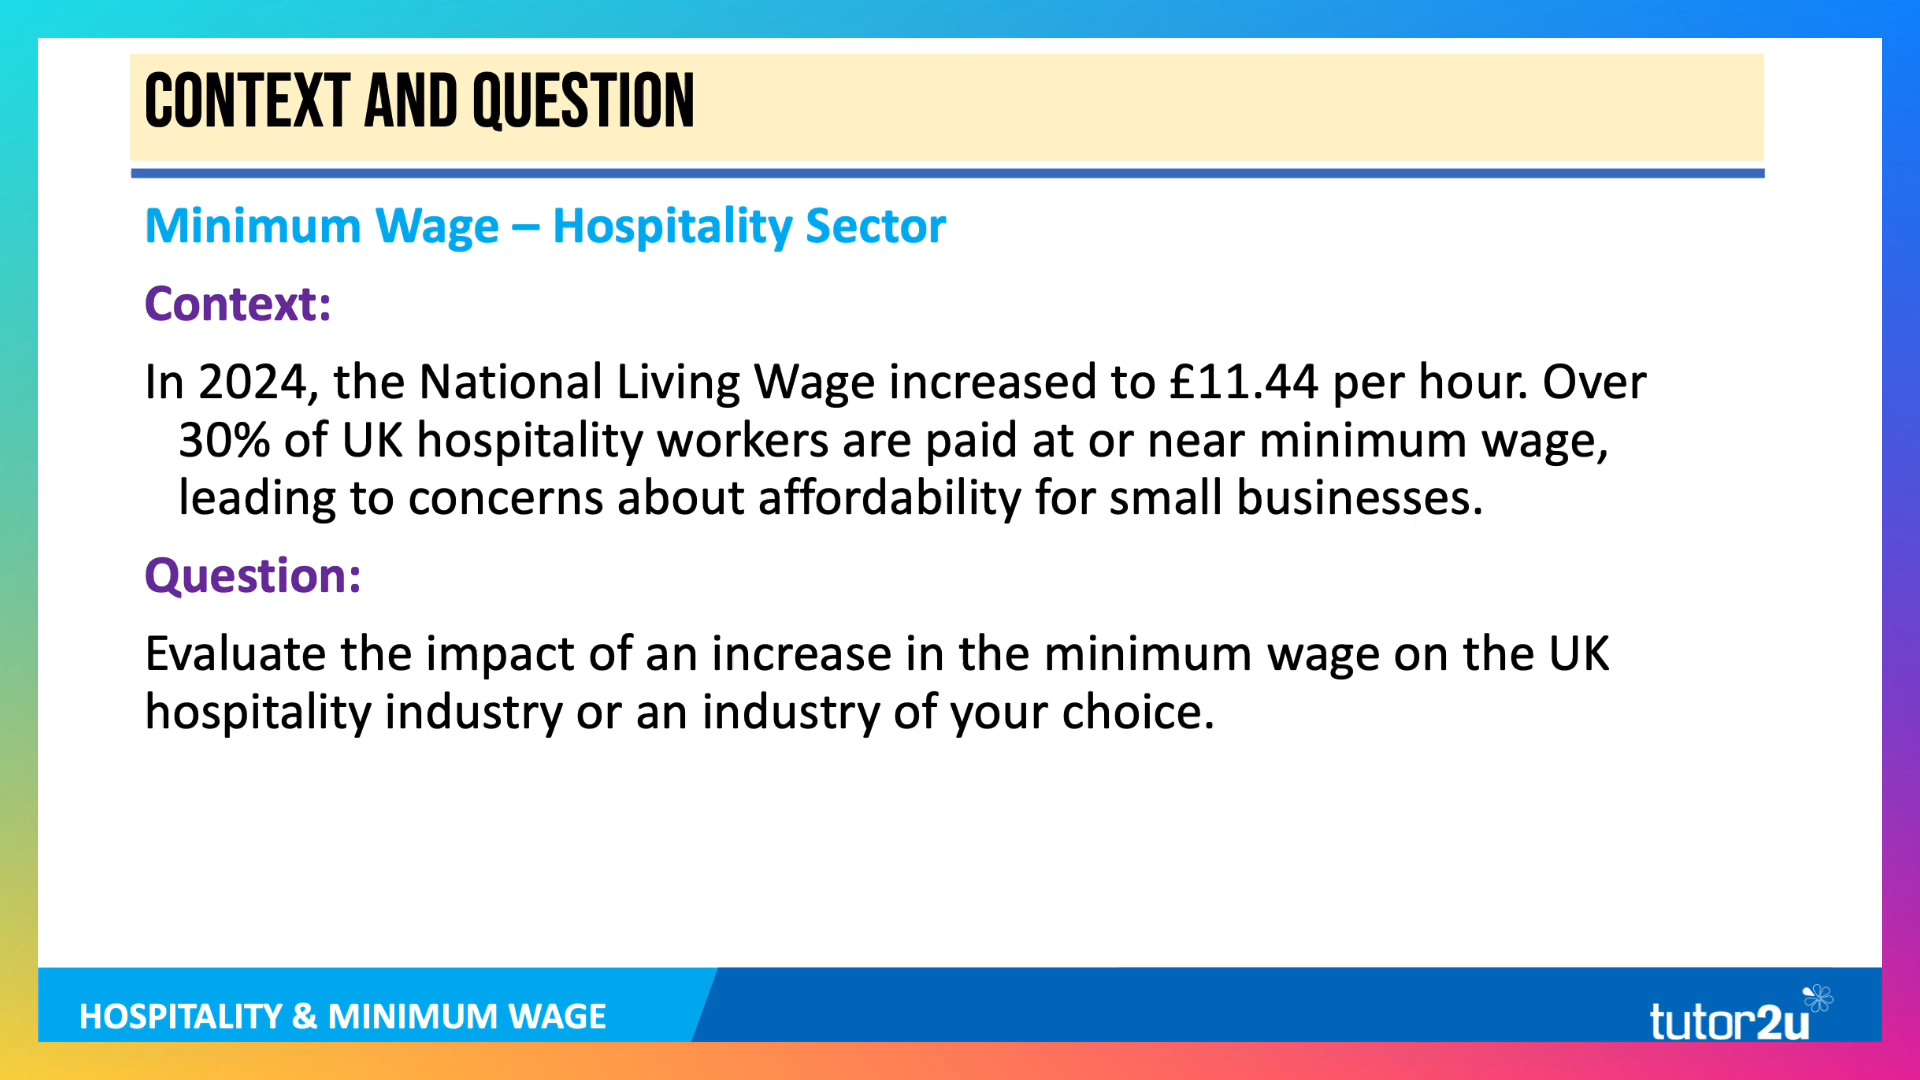 CONTEXT AND QUESTION
Minimum Wage – Hospitality Sector
Context:
In 2024, the National Living Wage increased to £11.44 per hour. Over
30% of UK hospitality workers are paid at or near minimum wage,
leading to concerns about affordability for small businesses.
Question:
Evaluate the impact of an increase in the minimum wage on the UK
hospitality industry or an industry of your choice.
HOSPITALITY & MINIMUM WAGE
tutor2u